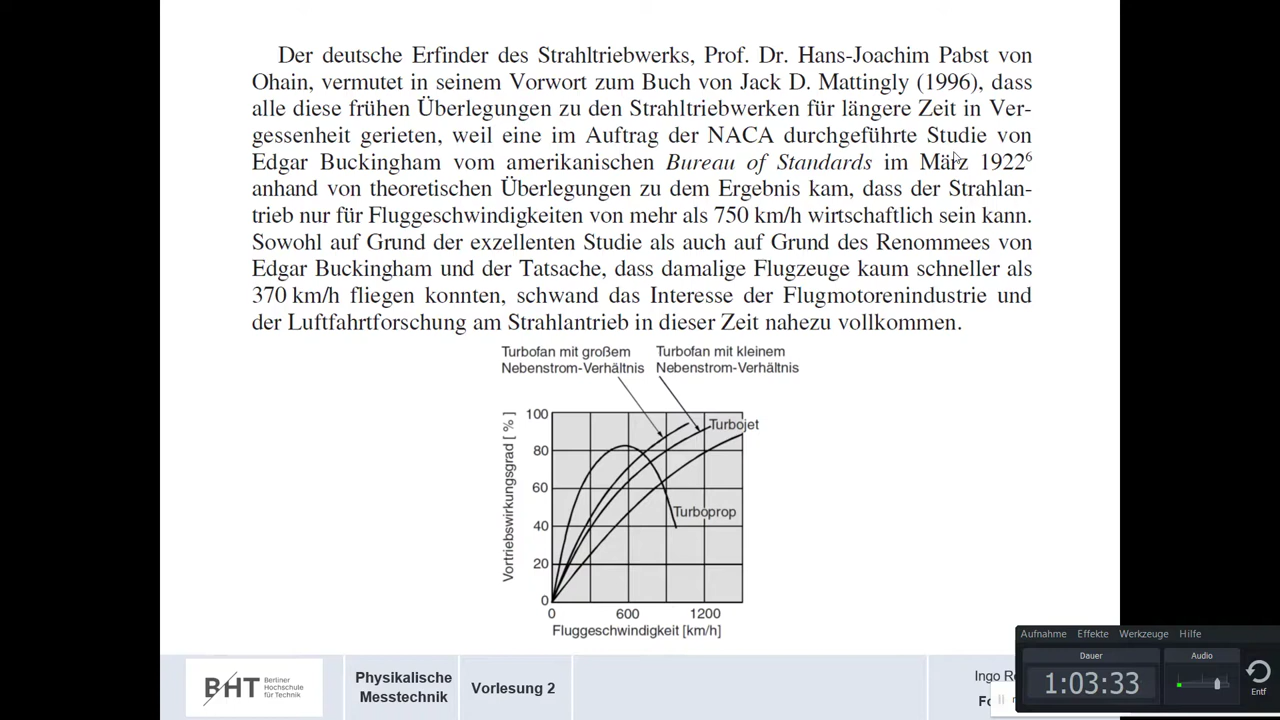 Der deutsche Erfinder des Strahltriebwerks, Prof. Dr. Hans-Joachim Pabst von
Ohain, vermutet in seinem Vorwort zum Buch von Jack D. Mattingly (1996), dass
alle diese frühen Überlegungen zu den Strahltriebwerken für längere Zeit in Ver-
gessenheit gerieten, weil eine im Auftrag der NACA durchgeführte Studie von
Edgar Buckingham vom amerikanischen Bureau of Standards im März 1922⁶
anhand von theoretischen Überlegungen zu dem Ergebnis kam, dass der Strahlan-
trieb nur für Fluggeschwindigkeiten von mehr als 750 km/h wirtschaftlich sein kann.
Sowohl auf Grund der exzellenten Studie als auch auf Grund des Renommees von
Edgar Buckingham und der Tatsache, dass damalige Flugzeuge kaum schneller als
370 km/h fliegen konnten, schwand das Interesse der Flugmotorenindustrie und
der Luftfahrtforschung am Strahlantrieb in dieser Zeit nahezu vollkommen.
Turbofan mit großem
Nebenstrom-Verhältnis
Turbofan mit kleinem
Nebenstrom-Verhältnis
Vortriebswirkungsgrad [ % ]
100
80
60
40
20
0
Turbojet
Turboprop
0 600 1200
Fluggeschwindigkeit [km/h]
BHT
Berliner
Hochschule
für Technik
Physikalische
Messtechnik
Vorlesung 2
Ingo
Aufnahme Effekte Werkzeuge Hilfe
Dauer
Audio
1:03:33
Entf